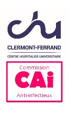 chu
CLERMONT-FERRAND
CENTRE HOSPITALIER UNIVERSITAIRE
Commission
CAi
Anti-infectieux